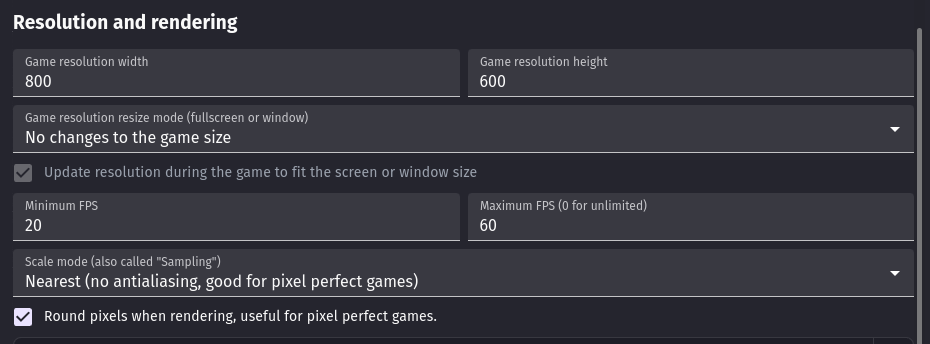 Resolution and rendering
Game resolution width
Game resolution height
800
600
Game resolution resize mode (fullscreen or window)
No changes to the game size
Update resolution during the game to fit the screen or window size
Minimum FPS
Maximum FPS (0 for unlimited)
20
60
Scale mode (also called "Sampling")
Nearest (no antialiasing, good for pixel perfect games)
Round pixels when rendering, useful for pixel perfect games.